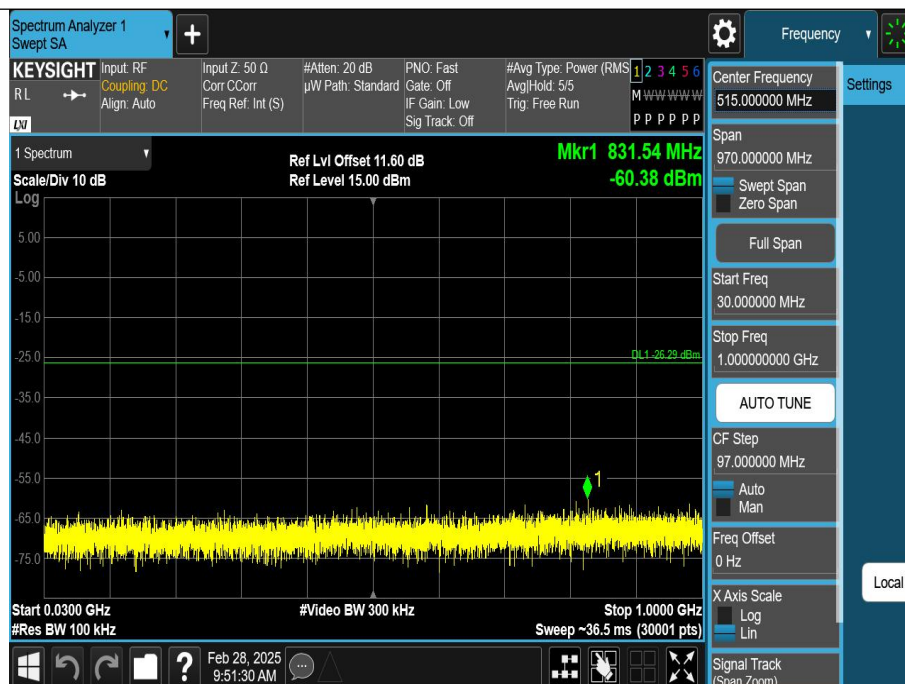 Spectrum Analyzer 1
Swept SA
Frequency
KEYSIGHT
RL
LXI
Input: RF
Coupling: DC
Align: Auto
Input Z: 50 Ω
Corr CCorr
Freq Ref: Int (S)
#Atten: 20 dB
µW Path: Standard
PNO: Fast
Gate: Off
IF Gain: Low
Sig Track: Off
#Avg Type: Power (RMS
Avg|Hold: 5/5
Trig: Free Run
1 2 3 4 5 6
M W W W W W
P P P P P P
1 Spectrum
Scale/Div 10 dB
Log
Ref Lvl Offset 11.60 dB
Ref Level 15.00 dBm
Mkr1 831.54 MHz
-60.38 dBm
5.00
-5.00
-15.0
-25.0
DL1 -26.29 dBm
-35.0
-45.0
-55.0
1
-65.0
-75.0
Start 0.0300 GHz
#Res BW 100 kHz
#Video BW 300 kHz
Stop 1.0000 GHz
Sweep ~36.5 ms (30001 pts)
Feb 28, 2025
9:51:30 AM
Center Frequency
515.000000 MHz
Span
970.000000 MHz
Swept Span
Zero Span
Full Span
Start Freq
30.000000 MHz
Stop Freq
1.000000000 GHz
AUTO TUNE
CF Step
97.000000 MHz
Auto
Man
Freq Offset
0 Hz
X Axis Scale
Log
Lin
Signal Track
(Span Zoom)
Settings
Local